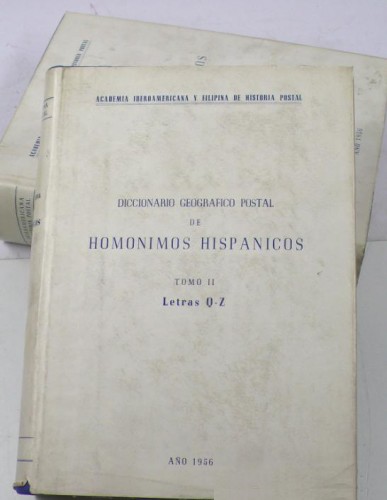 ACADEMIA IBEROAMERICANA Y FILIPINA DE HISTORIA POSTAL
DICCIONARIO GEOGRAFICO POSTAL
DE
HOMONIMOS HISPANICOS
TOMO II
Letras Q-Z
AÑO 1956